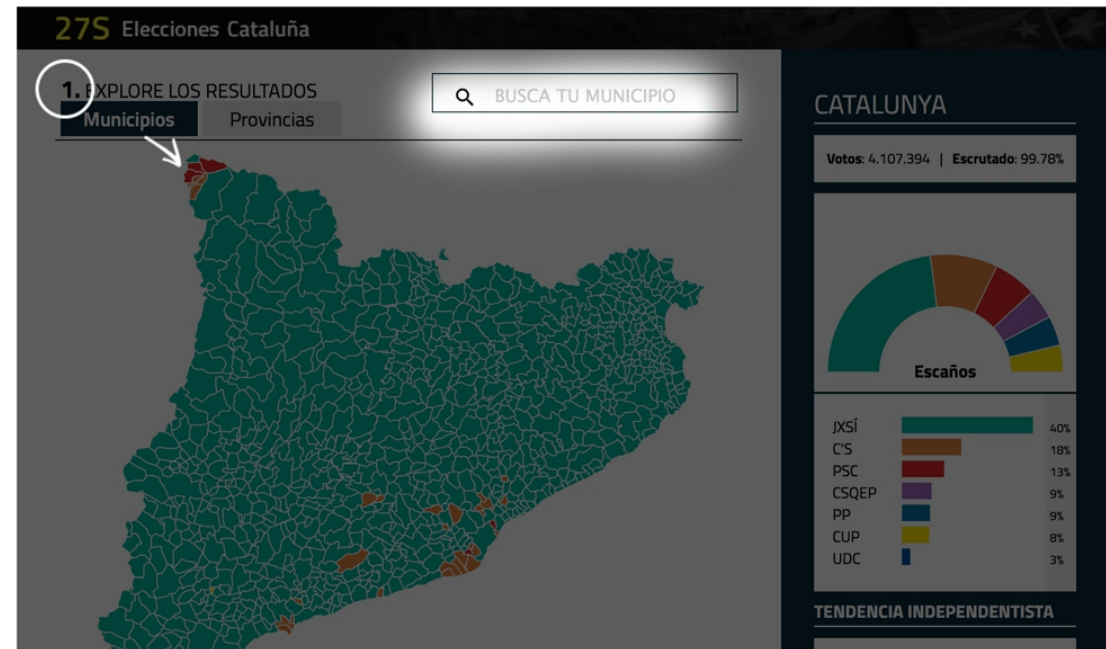 27S Elecciones Cataluña
1. EXPLORE LOS RESULTADOS
BUSCA TU MUNICIPIO
Municipios Provincias
CATALUNYA
Votos: 4.107.394 | Escrutado: 99.78%
Escaños
JXSÍ 40%
C'S 18%
PSC 13%
CSQEP 9%
PP 9%
CUP 8%
UDC 3%
TENDENCIA INDEPENDENTISTA